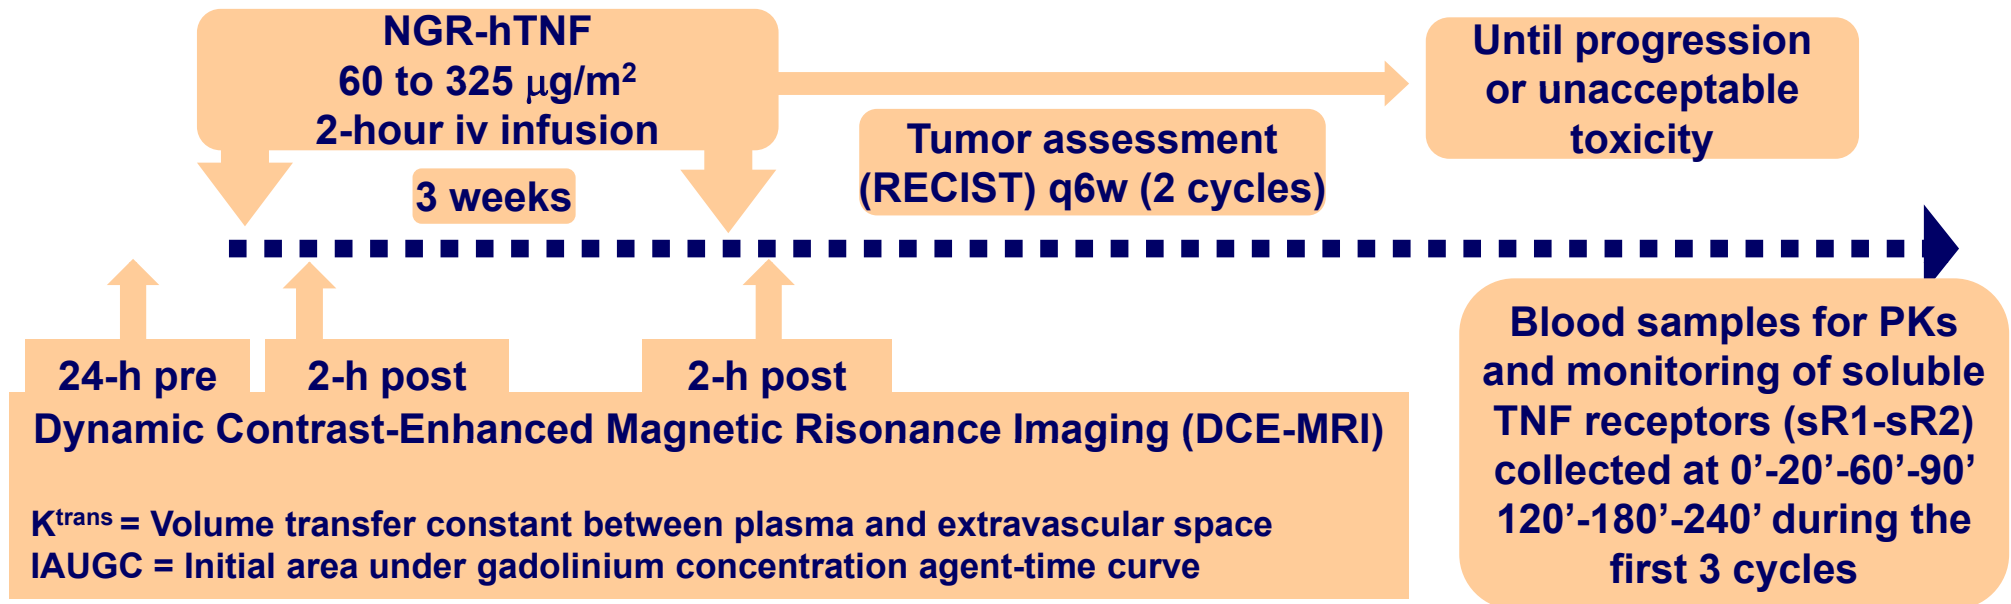 NGR-hTNF
60 to 325 μg/m²
2-hour iv infusion
Until progression
or unacceptable
toxicity
Tumor assessment
(RECIST) q6w (2 cycles)
3 weeks
24-h pre
2-h post
2-h post
Dynamic Contrast-Enhanced Magnetic Risonance Imaging (DCE-MRI)
Kᵗʳᵃⁿˢ = Volume transfer constant between plasma and extravascular space
IAUGC = Initial area under gadolinium concentration agent-time curve
Blood samples for PKs
and monitoring of soluble
TNF receptors (sR1-sR2)
collected at 0’-20’-60’-90’
120’-180’-240’ during the
first 3 cycles